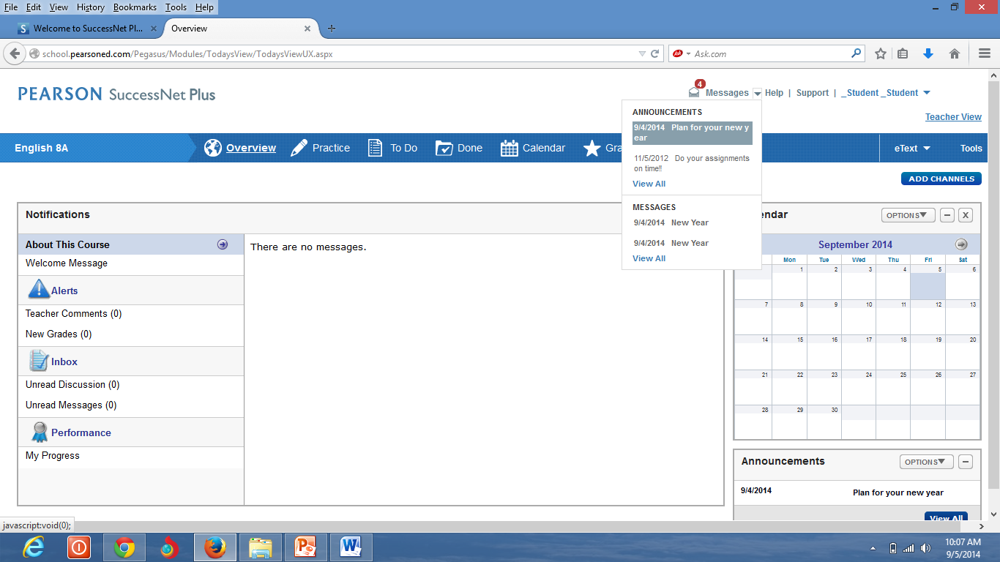 File Edit View History Bookmarks Tools Help
S Welcome to SuccessNet Pl...
Overview
school.pearsoned.com/Pegasus/Modules/TodaysView/TodaysViewUX.aspx
Ask Ask.com
PEARSON SuccessNet Plus
4
Messages Help | Support | _Student _Student
Teacher View
English 8A
Overview Practice To Do Done Calendar Gra
eText Tools
ANNOUNCEMENTS
9/4/2014 Plan for your new y
ear
11/5/2012 Do your assignments
on time!!
View All
MESSAGES
9/4/2014 New Year
9/4/2014 New Year
View All
ADD CHANNELS
Notifications
About This Course
Welcome Message
Alerts
Teacher Comments (0)
New Grades (0)
Inbox
Unread Discussion (0)
Unread Messages (0)
Performance
My Progress
There are no messages.
endar OPTIONS
September 2014
Mon Tue Wed Thu Fri Sat
1 2 3 4 5 6
7 8 9 10 11 12 13
14 15 16 17 18 19 20
21 22 23 24 25 26 27
28 29 30
Announcements OPTIONS
9/4/2014 Plan for your new year
View All
javascript:void(0);
10:07 AM
9/5/2014